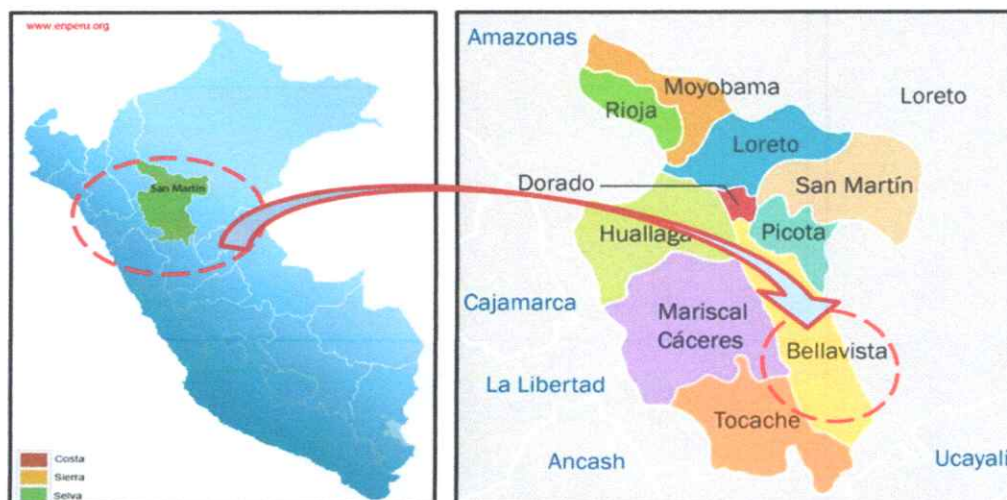 www.enperu.org
San Martín
Costa
Sierra
Selva
Amazonas
Moyobama
Loreto
Rioja
Loreto
Dorado
San Martín
Huallaga
Picota
Cajamarca
Mariscal
Cáceres
Bellavista
La Libertad
Tocache
Ancash
Ucayalí